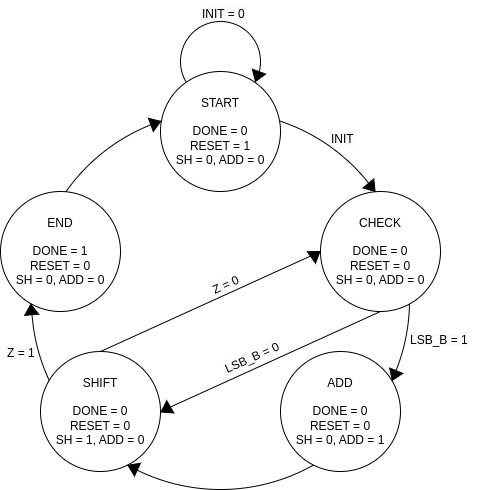 INIT = 0
START
DONE = 0
RESET = 1
SH = 0, ADD = 0
INIT
END
DONE = 1
RESET = 0
SH = 0, ADD = 0
CHECK
DONE = 0
RESET = 0
SH = 0, ADD = 0
Z = 0
LSB_B = 0
LSB_B = 1
Z = 1
SHIFT
DONE = 0
RESET = 0
SH = 1, ADD = 0
ADD
DONE = 0
RESET = 0
SH = 0, ADD = 1